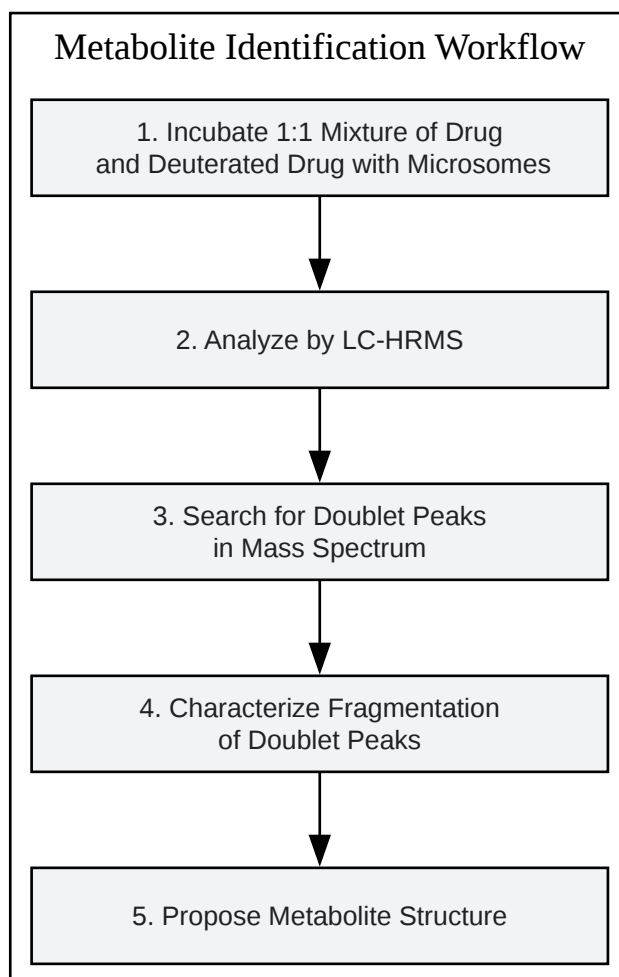 Metabolite Identification Workflow
1. Incubate 1:1 Mixture of Drug
and Deuterated Drug with Microsomes
2. Analyze by LC-HRMS
3. Search for Doublet Peaks
in Mass Spectrum
4. Characterize Fragmentation
of Doublet Peaks
5. Propose Metabolite Structure